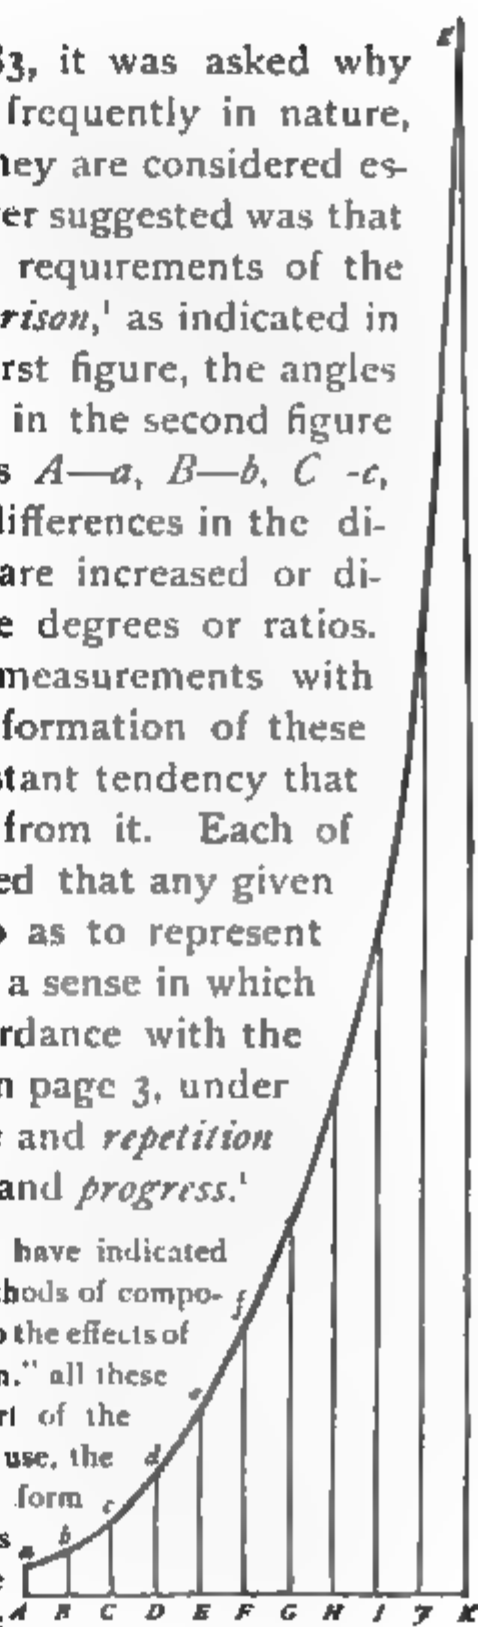 83, it was asked why
frequently in nature,
hey are considered es-
er suggested was that
requirements of the
rison,¹ as indicated in
rst figure, the angles
in the second figure
s A—a, B—b, C -c,
differences in the di-
are increased or di-
e degrees or ratios.
measurements with
formation of these
stant tendency that
from it. Each of
ed that any given
o as to represent
a sense in which
rdance with the
n page 3, under
s and repetition
and progress.¹
have indicated
hods of compo-
o the effects of
n." all these
rt of the
use, the
form
s
e
f
e
d
c
b
a
A B C D E F G H I J K